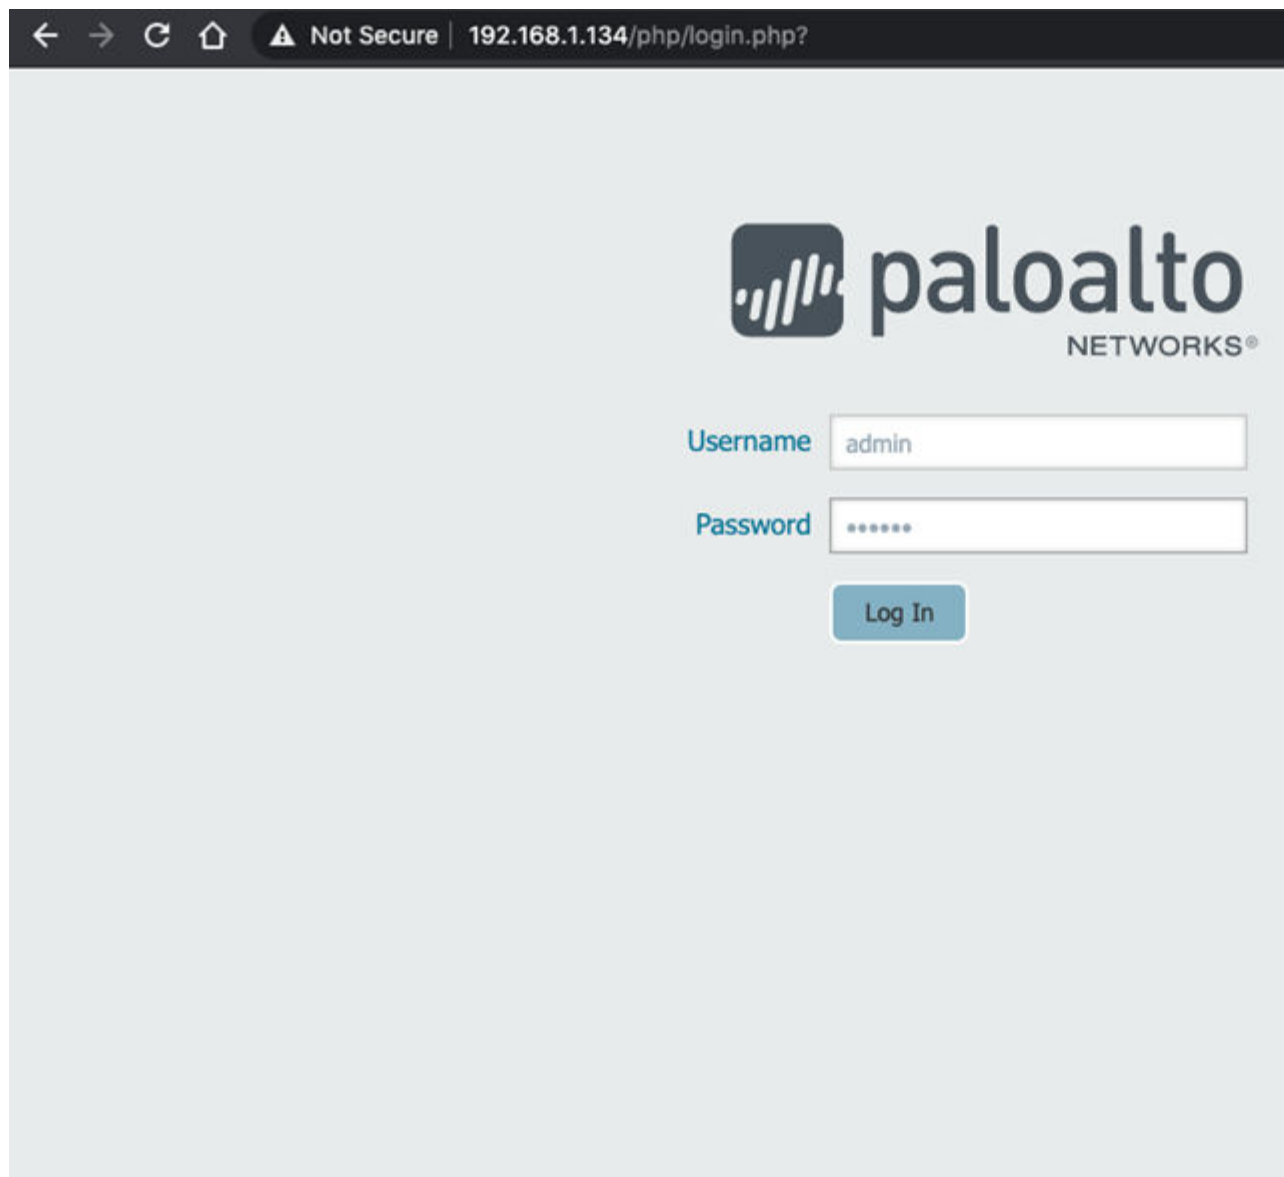 Not Secure | 192.168.1.134/php/login.php?
paloalto
NETWORKS®
Username admin
Password ••••••
Log In